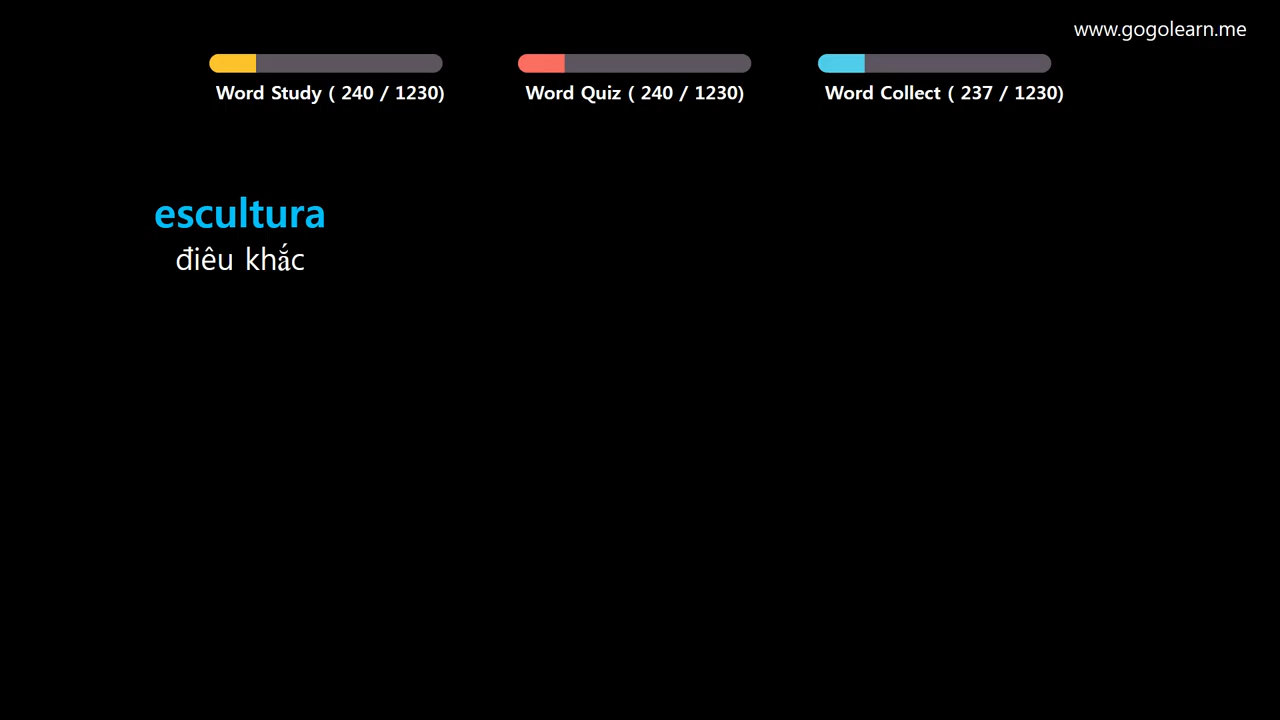 www.gogolearn.me
Word Study ( 240 / 1230)
Word Quiz ( 240 / 1230)
Word Collect ( 237 / 1230)
escultura
điêu khắc